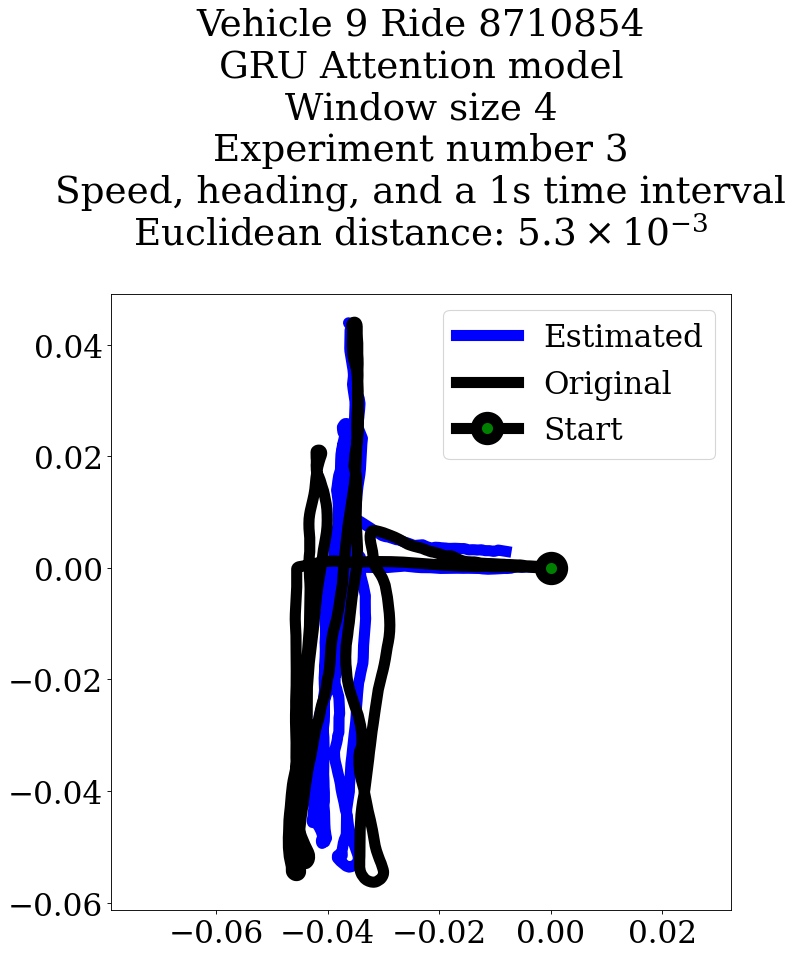 Vehicle 9 Ride 8710854
GRU Attention model
Window size 4
Experiment number 3
Speed, heading, and a 1s time interval
Euclidean distance: 5.3 × 10⁻³
Estimated
Original
Start
0.04
0.02
0.00
−0.02
−0.04
−0.06
−0.06 −0.04 −0.02 0.00 0.02